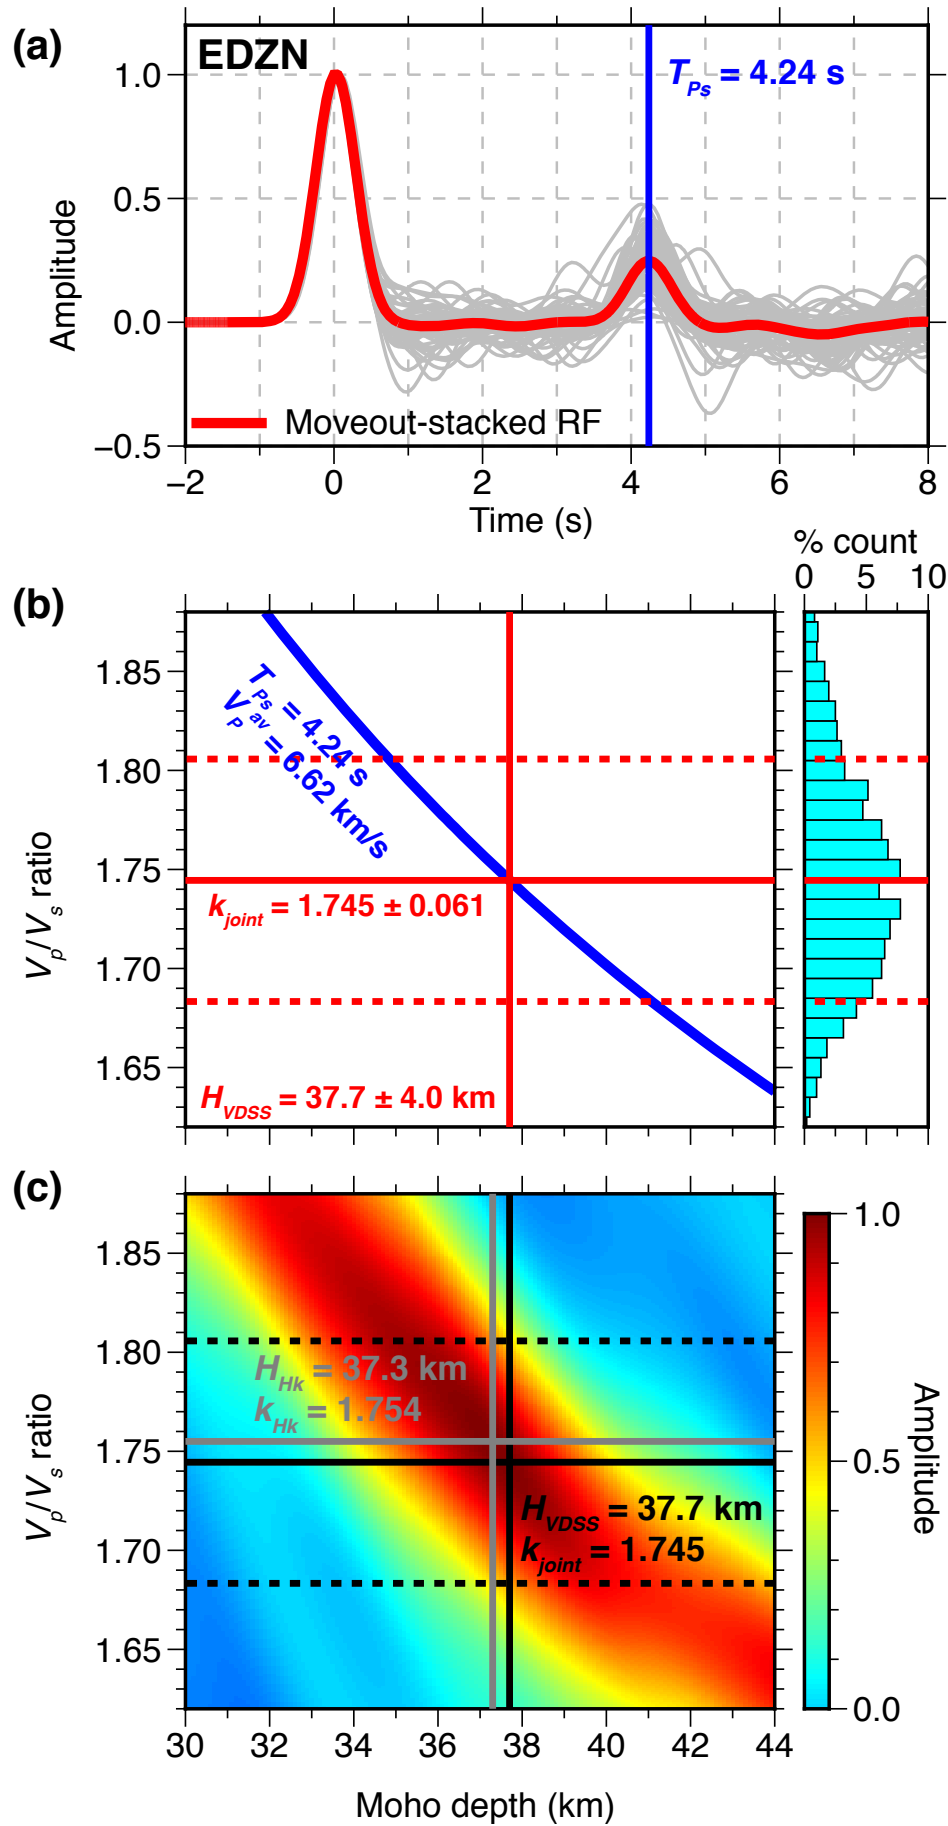 (a)
EDZN
T_Ps = 4.24 s
1.0
0.5
0.0
−0.5
Amplitude
Moveout-stacked RF
−2 0 2 4 6 8
Time (s)
% count
0 5 10
(b)
1.85
1.80
1.75
1.70
1.65
V_p/V_s ratio
T_Ps = 4.24 s
V_P^av = 6.62 km/s
k_joint = 1.745 ± 0.061
H_VDSS = 37.7 ± 4.0 km
(c)
1.85
1.80
1.75
1.70
1.65
V_p/V_s ratio
H_Hk = 37.3 km
k_Hk = 1.754
H_VDSS = 37.7 km
k_joint = 1.745
1.0
0.5
0.0
Amplitude
30 32 34 36 38 40 42 44
Moho depth (km)